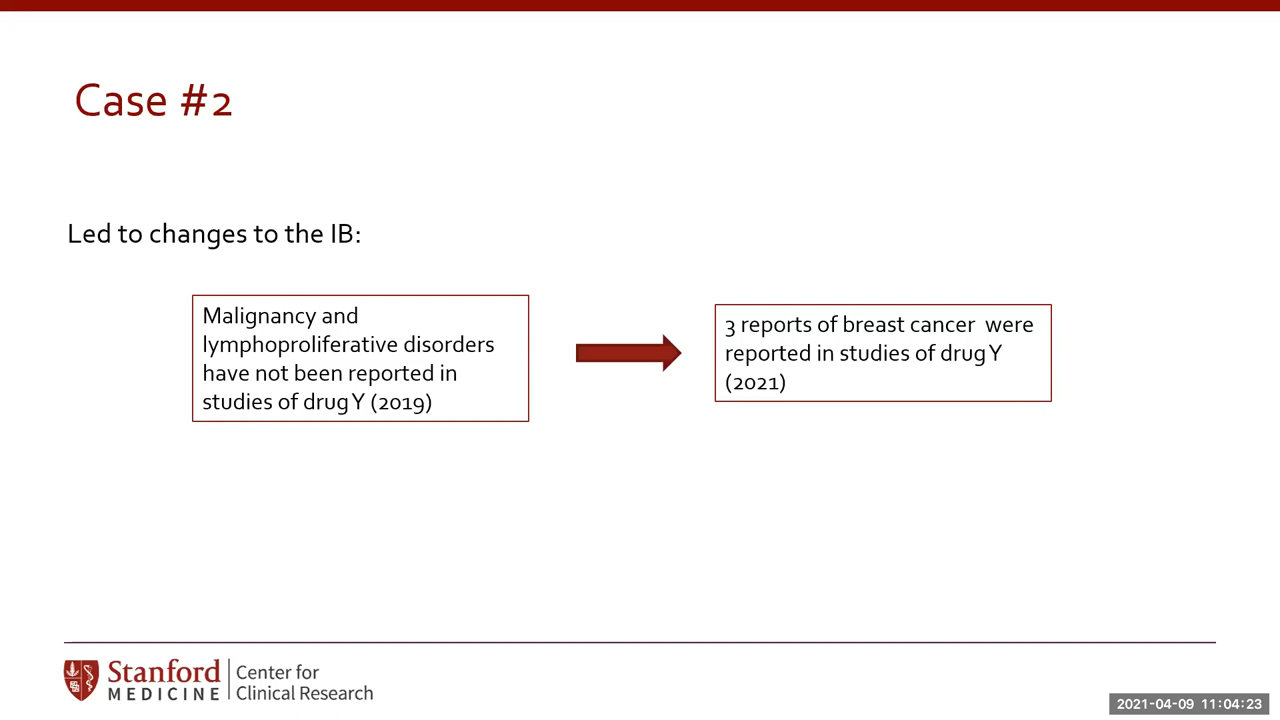 Case #2
Led to changes to the IB:
Malignancy and
lymphoproliferative disorders
have not been reported in
studies of drug Y (2019)
3 reports of breast cancer were
reported in studies of drug Y
(2021)
Stanford
MEDICINE
Center for
Clinical Research
2021-04-09 11:04:23